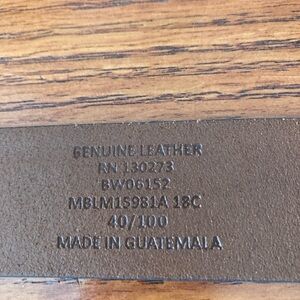 GENUINE LEATHER
RN 130273
BW06152
MBLM15981A 18C
40/100
MADE IN GUATEMALA